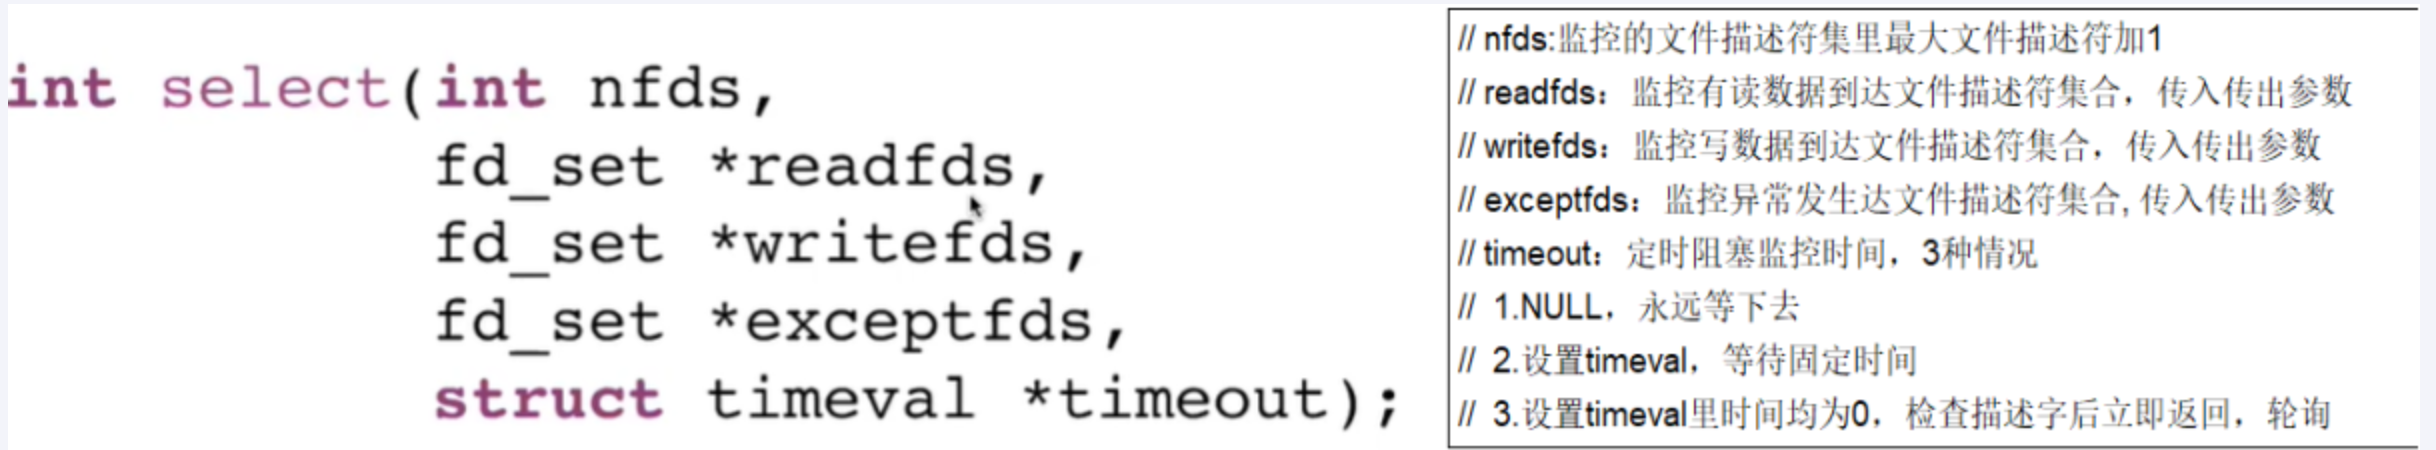 int select(int nfds,
fd_set *readfds,
fd_set *writefds,
fd_set *exceptfds,
struct timeval *timeout);
// nfds:监控的文件描述符集里最大文件描述符加1
// readfds：监控有读数据到达文件描述符集合，传入传出参数
// writefds：监控写数据到达文件描述符集合，传入传出参数
// exceptfds：监控异常发生达文件描述符集合, 传入传出参数
// timeout：定时阻塞监控时间，3种情况
// 1.NULL，永远等下去
// 2.设置timeval，等待固定时间
// 3.设置timeval里时间均为0，检查描述字后立即返回，轮询